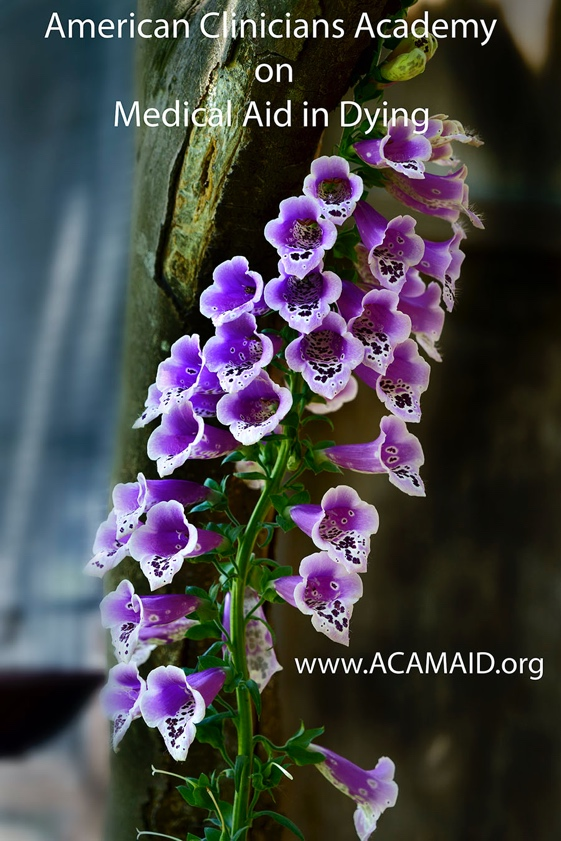 American Clinicians Academy
on
Medical Aid in Dying
www.ACAMAID.org